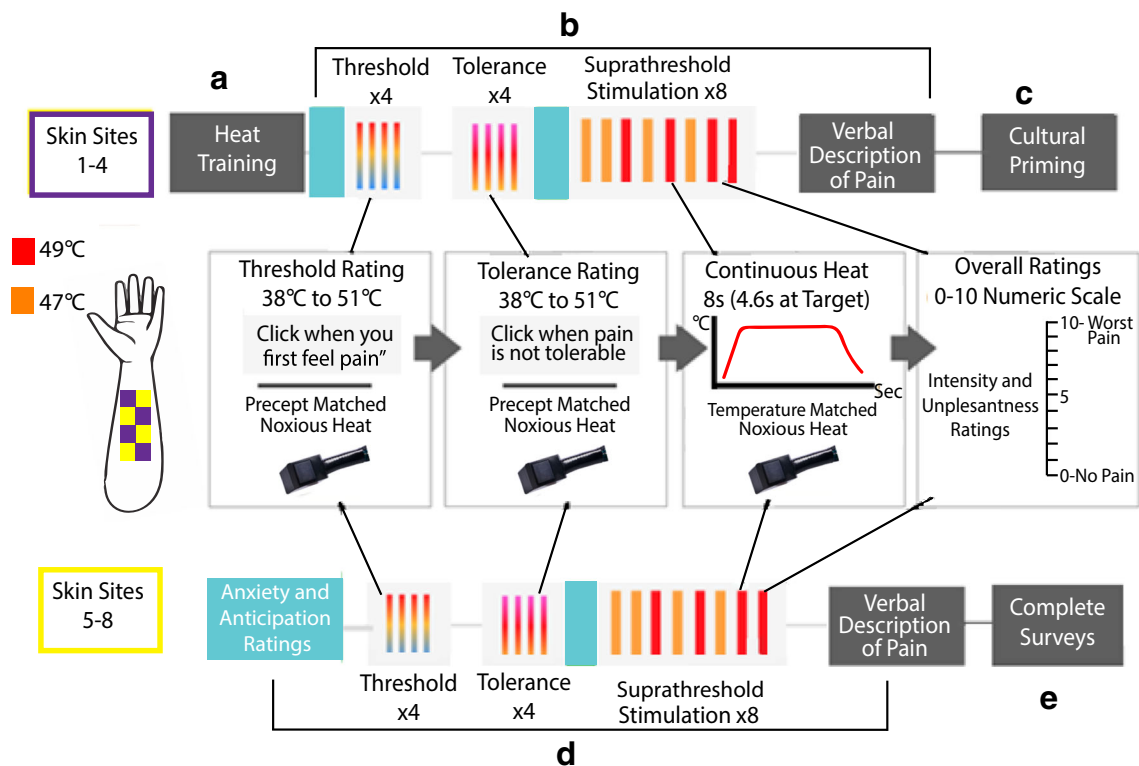 b
a
Threshold
x4
Tolerance
x4
Suprathreshold
Stimulation x8
c
Skin Sites
1-4
Heat
Training
Verbal
Description
of Pain
Cultural
Priming
49℃
47℃
Threshold Rating
38℃ to 51℃
Click when you
first feel pain”
Precept Matched
Noxious Heat
Tolerance Rating
38℃ to 51℃
Click when pain
is not tolerable
Precept Matched
Noxious Heat
Continuous Heat
8s (4.6s at Target)
℃
Sec
Temperature Matched
Noxious Heat
Overall Ratings
0-10 Numeric Scale
10- Worst
Pain
Intensity and
Unplesantness
Ratings
5
0-No Pain
Skin Sites
5-8
Anxiety and
Anticipation
Ratings
Threshold
x4
Tolerance
x4
Suprathreshold
Stimulation x8
Verbal
Description
of Pain
Complete
Surveys
e
d